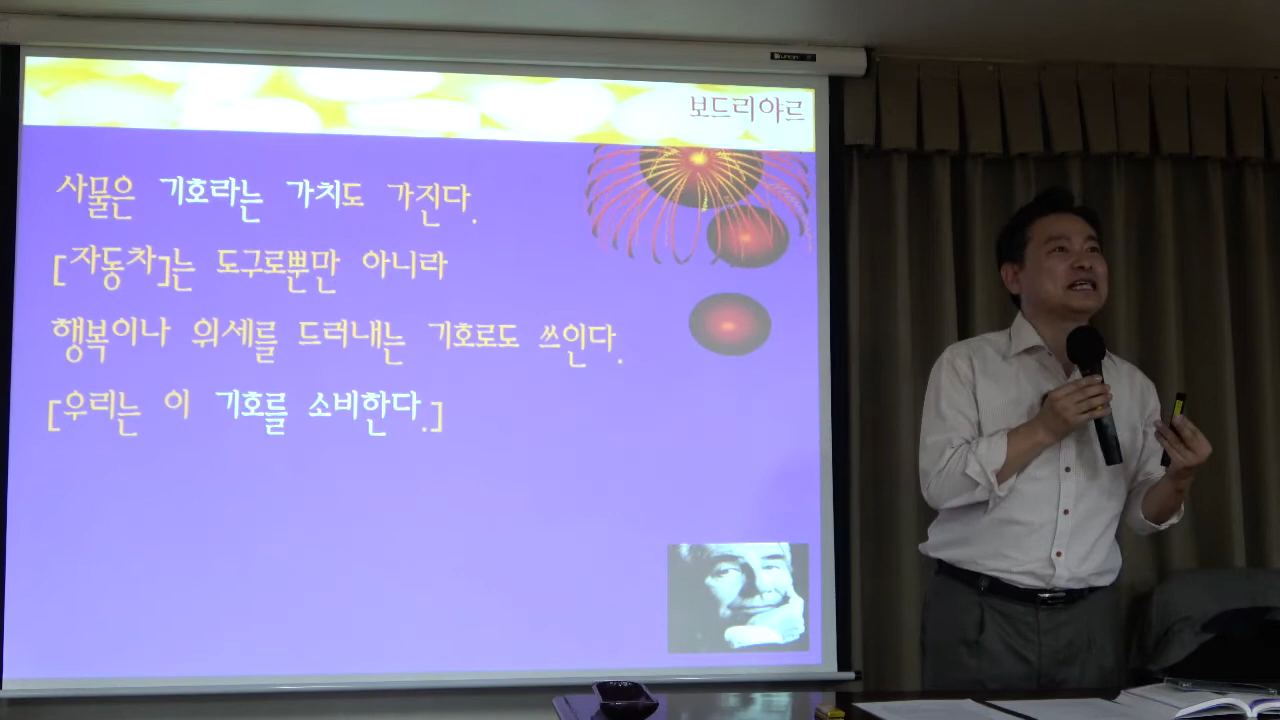 보드리야르
사물은 기호라는 가치도 가진다.
[자동차]는 도구로뿐만 아니라
행복이나 위세를 드러내는 기호로도 쓰인다.
[우리는 이 기호를 소비한다.]